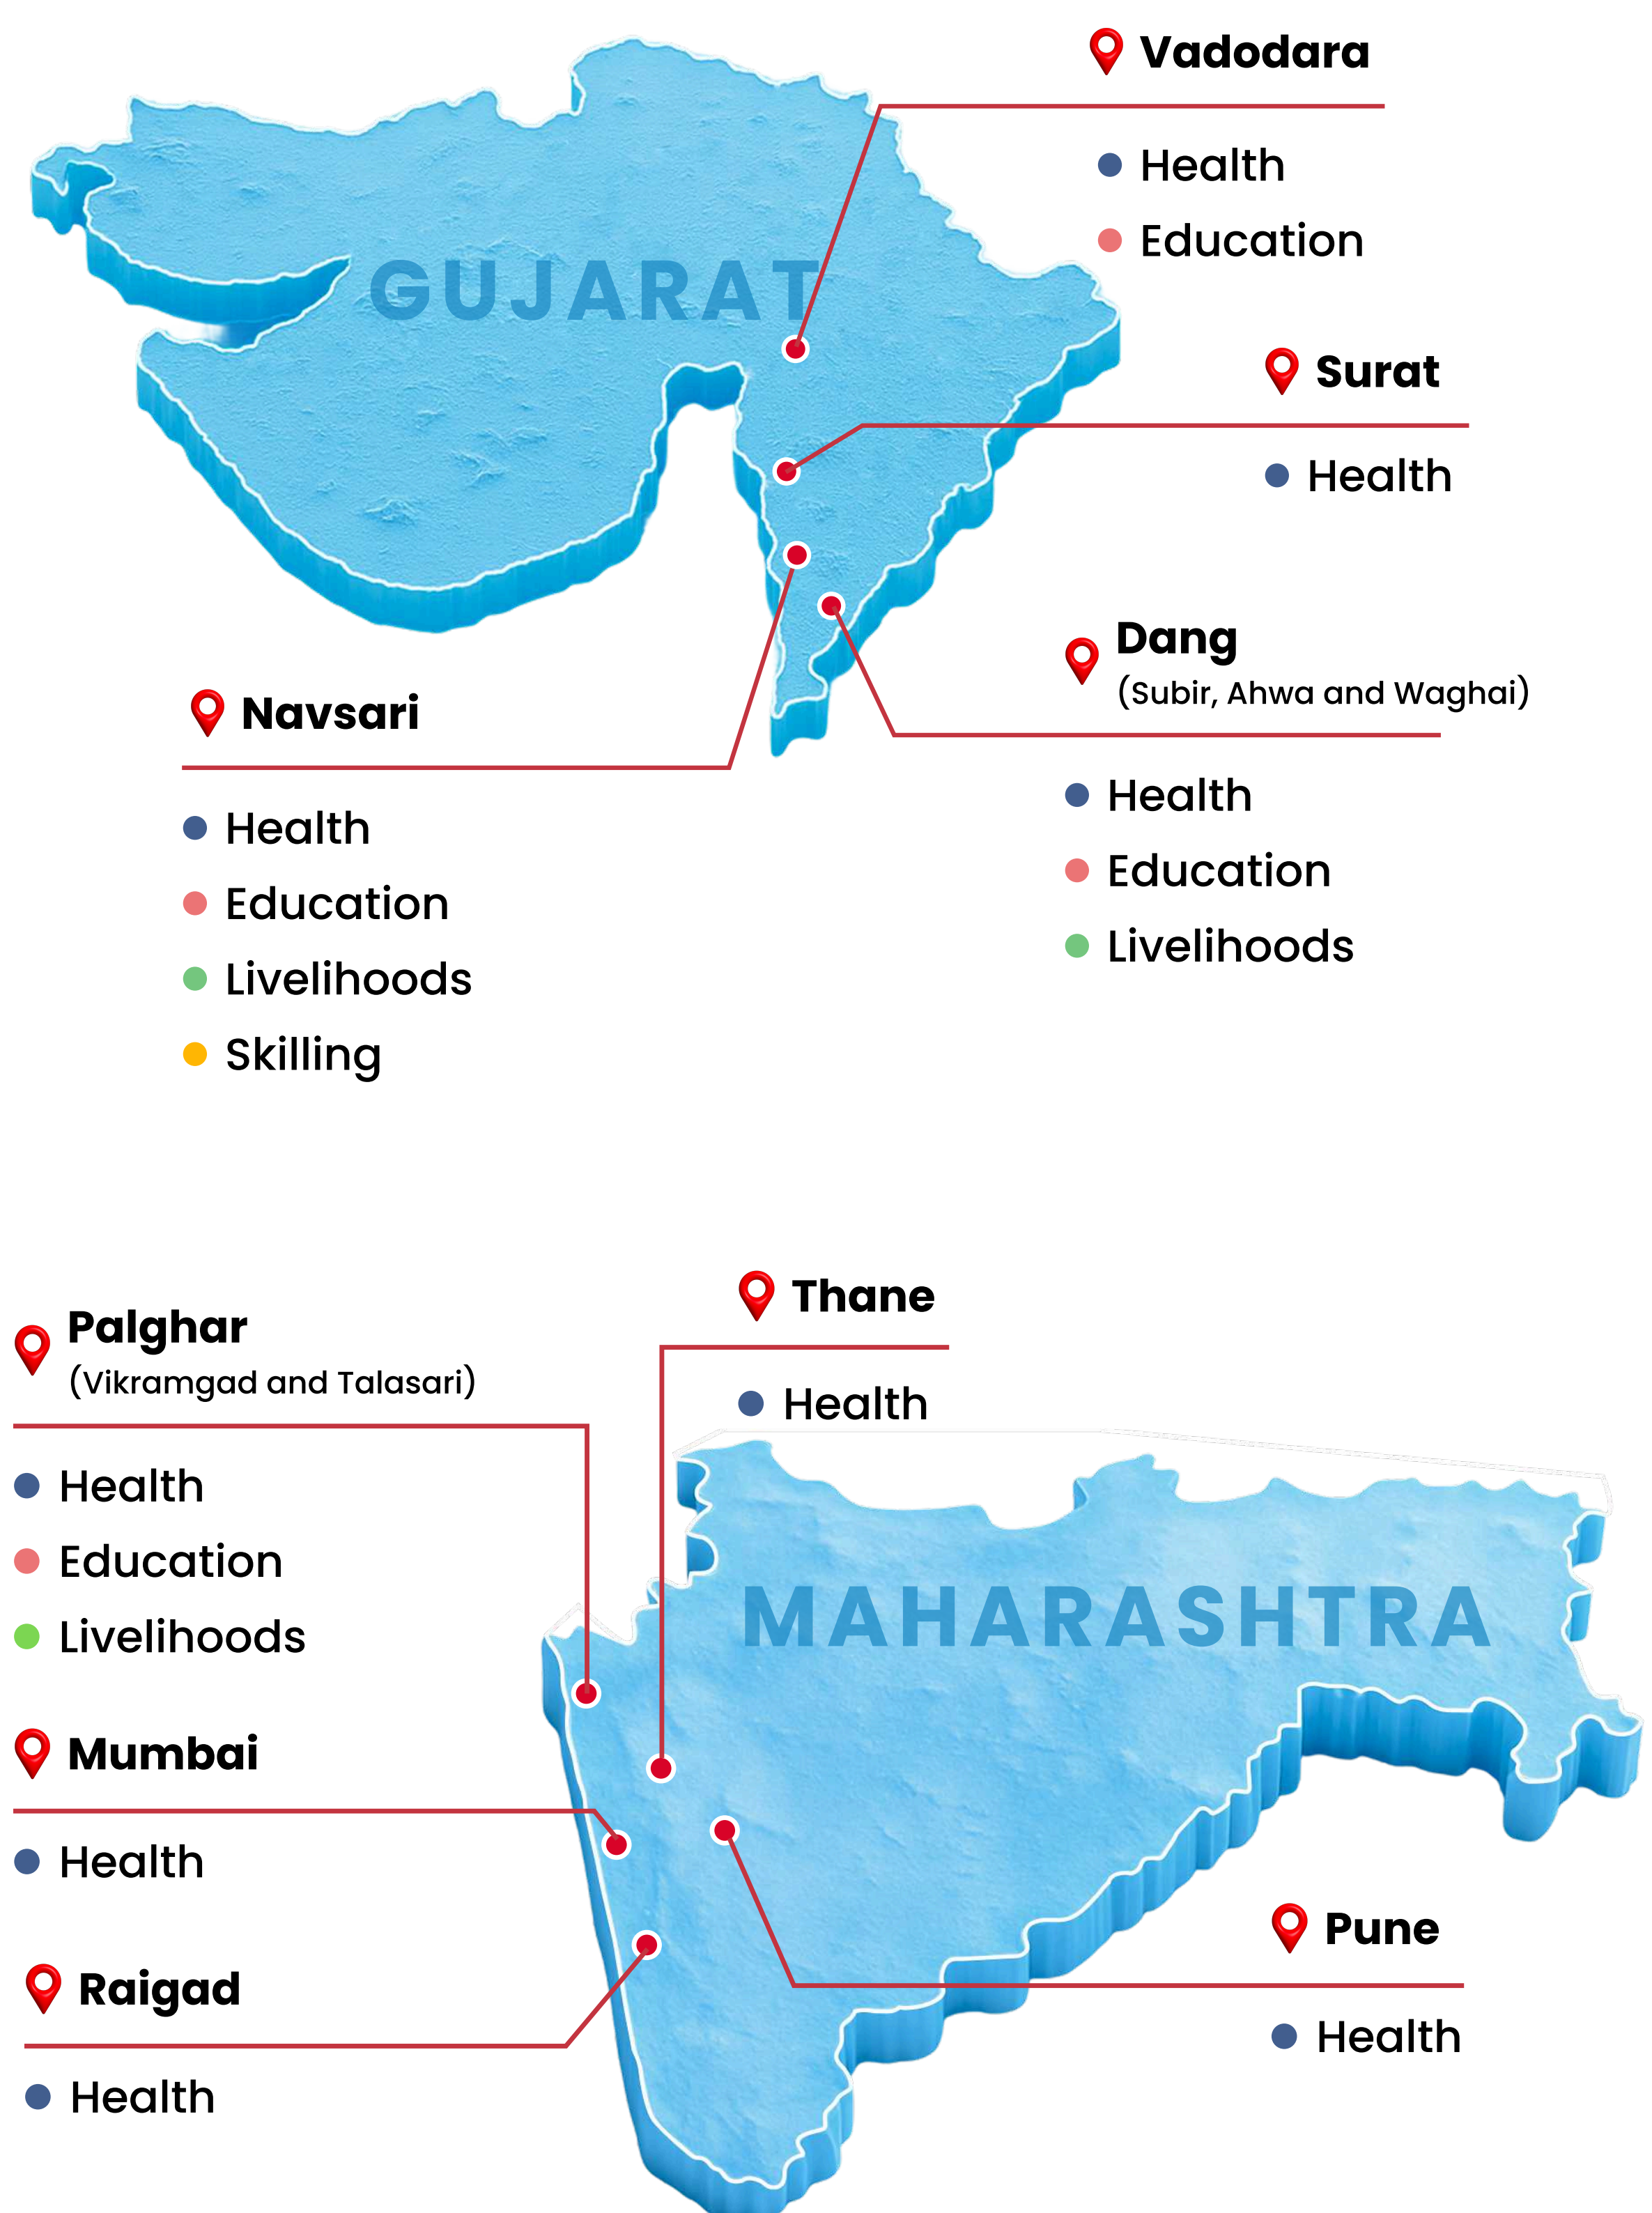 Vadodara
Health
Education
GUJARAT
Surat
Health
Dang
(Subir, Ahwa and Waghai)
Health
Education
Livelihoods
Navsari
Health
Education
Livelihoods
Skilling
Thane
Health
Palghar
(Vikramgad and Talasari)
Health
Education
Livelihoods
MAHARASHTRA
Mumbai
Health
Pune
Health
Raigad
Health